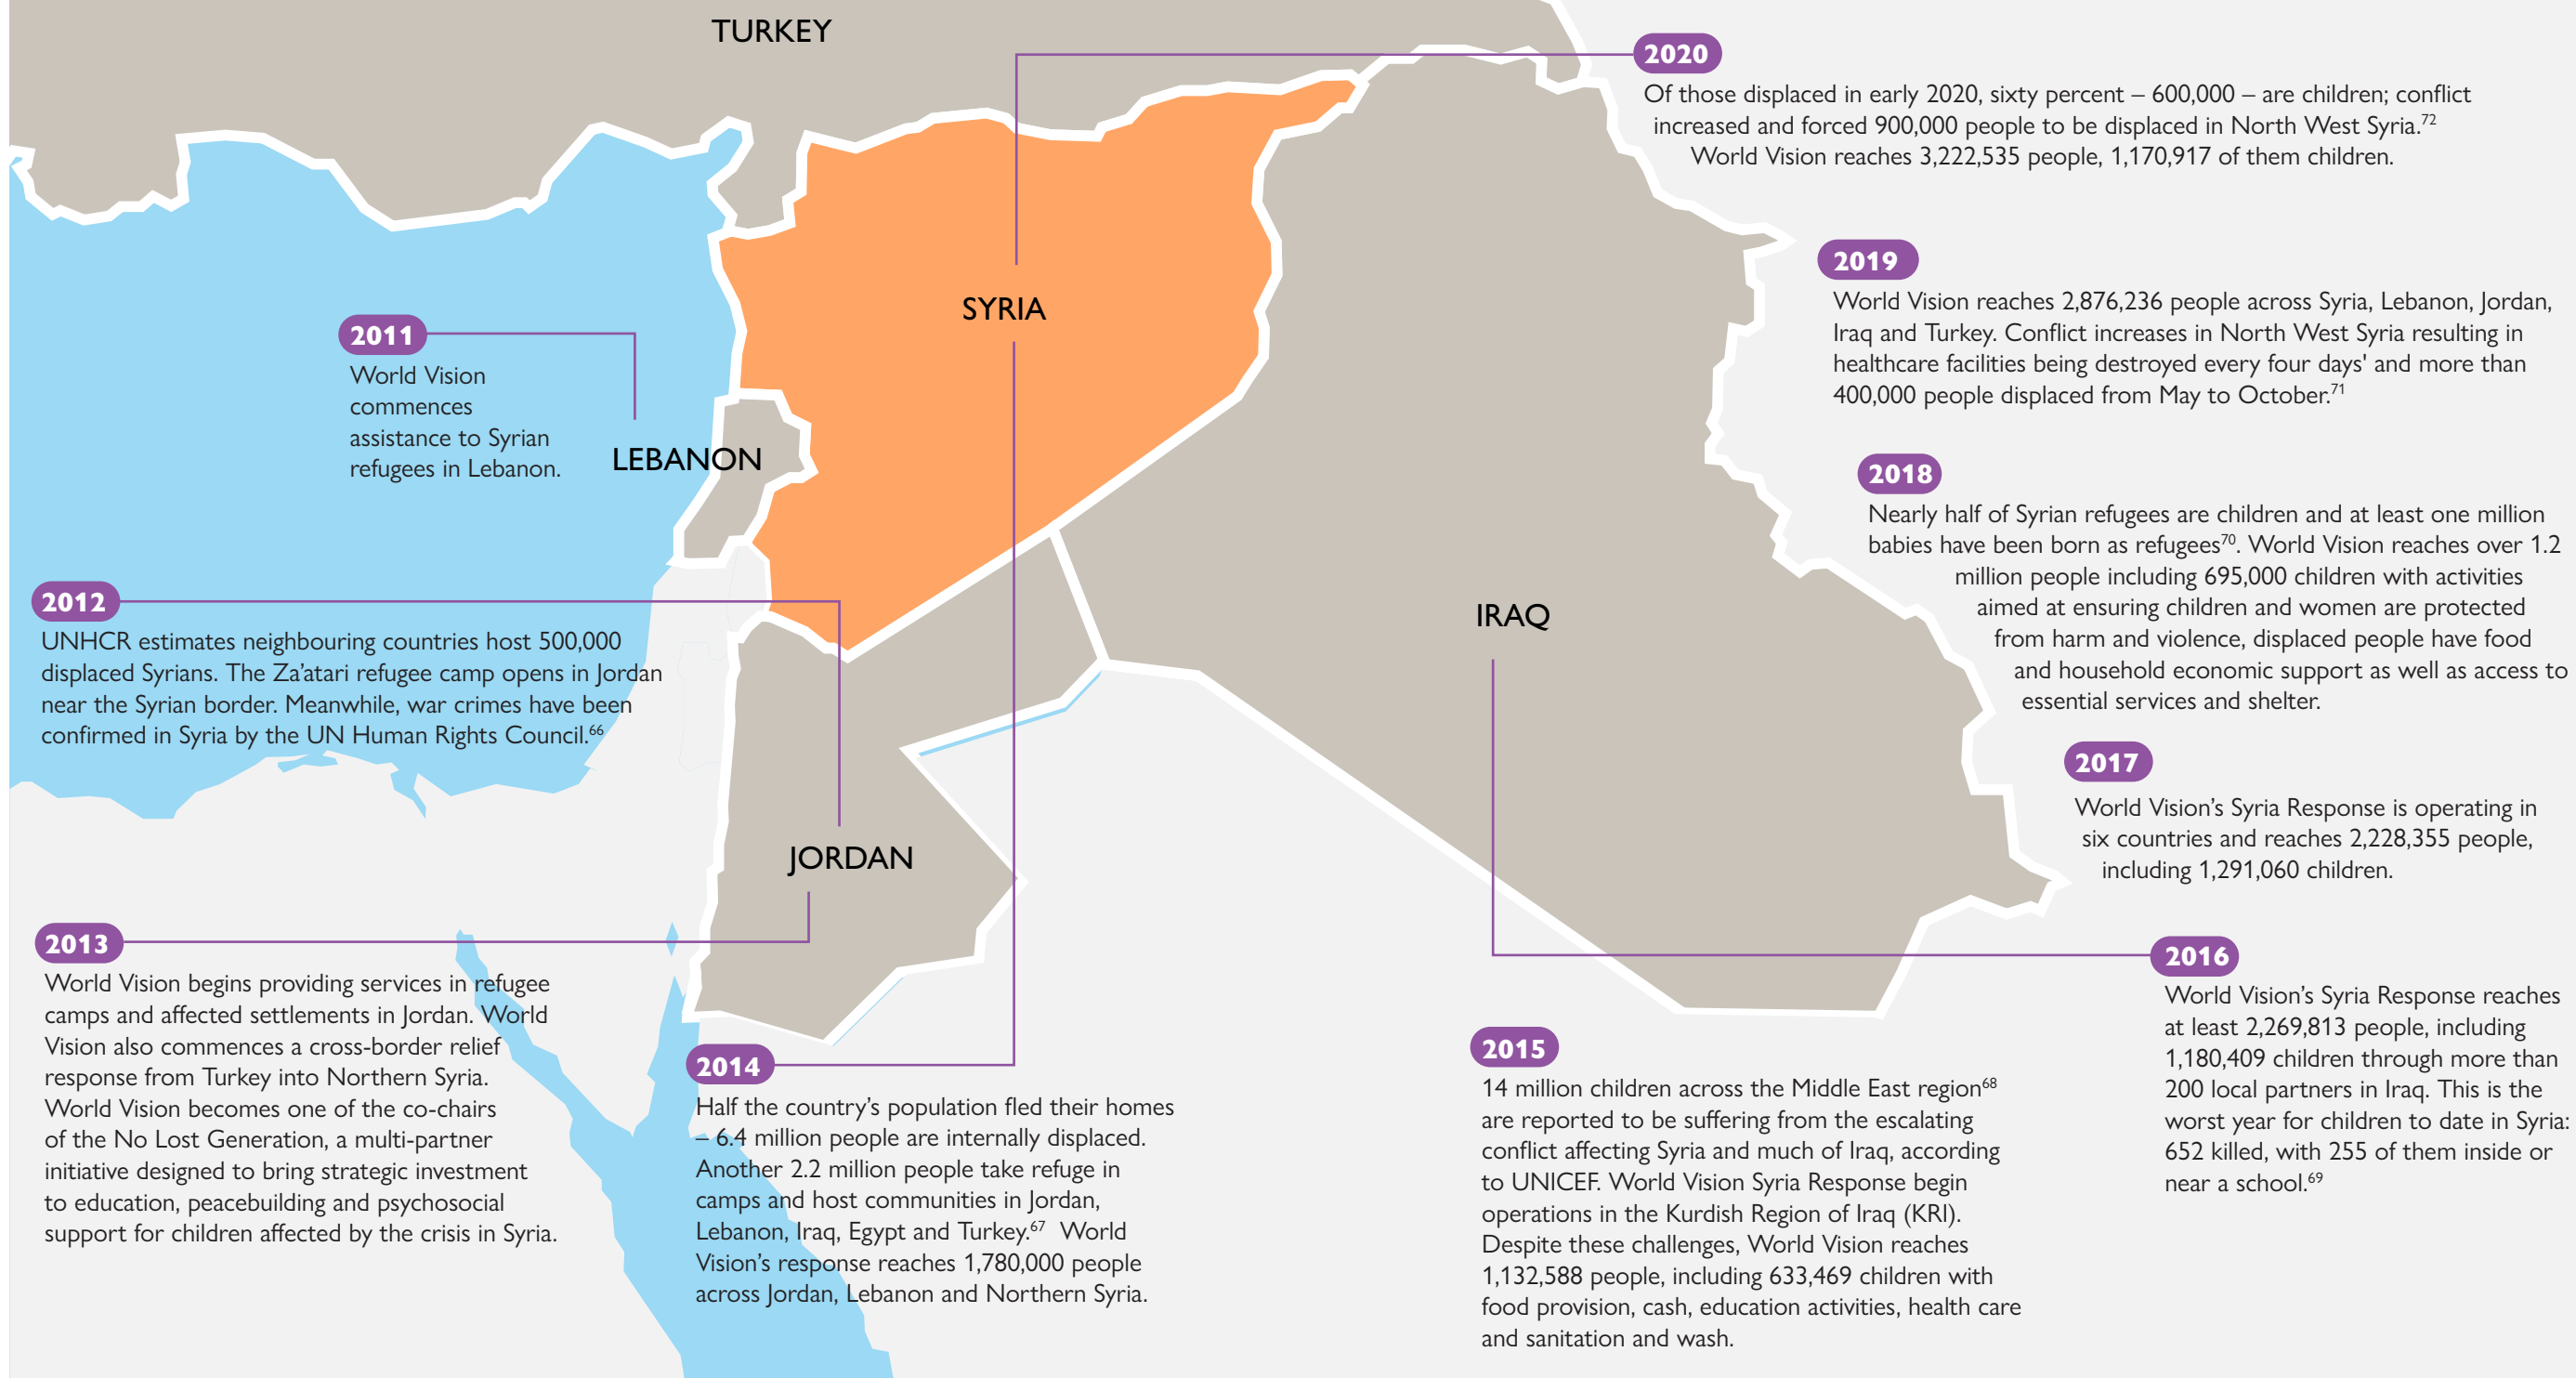 TURKEY
SYRIA
LEBANON
IRAQ
JORDAN
2011
World Vision
commences
assistance to Syrian
refugees in Lebanon.
2012
UNHCR estimates neighbouring countries host 500,000
displaced Syrians. The Za’atari refugee camp opens in Jordan
near the Syrian border. Meanwhile, war crimes have been
confirmed in Syria by the UN Human Rights Council.66
2013
World Vision begins providing services in refugee
camps and affected settlements in Jordan. World
Vision also commences a cross-border relief
response from Turkey into Northern Syria.
World Vision becomes one of the co-chairs
of the No Lost Generation, a multi-partner
initiative designed to bring strategic investment
to education, peacebuilding and psychosocial
support for children affected by the crisis in Syria.
2014
Half the country’s population fled their homes
– 6.4 million people are internally displaced.
Another 2.2 million people take refuge in
camps and host communities in Jordan,
Lebanon, Iraq, Egypt and Turkey.67 World
Vision’s response reaches 1,780,000 people
across Jordan, Lebanon and Northern Syria.
2015
14 million children across the Middle East region68
are reported to be suffering from the escalating
conflict affecting Syria and much of Iraq, according
to UNICEF. World Vision Syria Response begin
operations in the Kurdish Region of Iraq (KRI).
Despite these challenges, World Vision reaches
1,132,588 people, including 633,469 children with
food provision, cash, education activities, health care
and sanitation and wash.
2016
World Vision’s Syria Response reaches
at least 2,269,813 people, including
1,180,409 children through more than
200 local partners in Iraq. This is the
worst year for children to date in Syria:
652 killed, with 255 of them inside or
near a school.69
2017
World Vision’s Syria Response is operating in
six countries and reaches 2,228,355 people,
including 1,291,060 children.
2018
Nearly half of Syrian refugees are children and at least one million
babies have been born as refugees70. World Vision reaches over 1.2
million people including 695,000 children with activities
aimed at ensuring children and women are protected
from harm and violence, displaced people have food
and household economic support as well as access to
essential services and shelter.
2019
World Vision reaches 2,876,236 people across Syria, Lebanon, Jordan,
Iraq and Turkey. Conflict increases in North West Syria resulting in
healthcare facilities being destroyed every four days' and more than
400,000 people displaced from May to October.71
2020
Of those displaced in early 2020, sixty percent – 600,000 – are children; conflict
increased and forced 900,000 people to be displaced in North West Syria.72
World Vision reaches 3,222,535 people, 1,170,917 of them children.